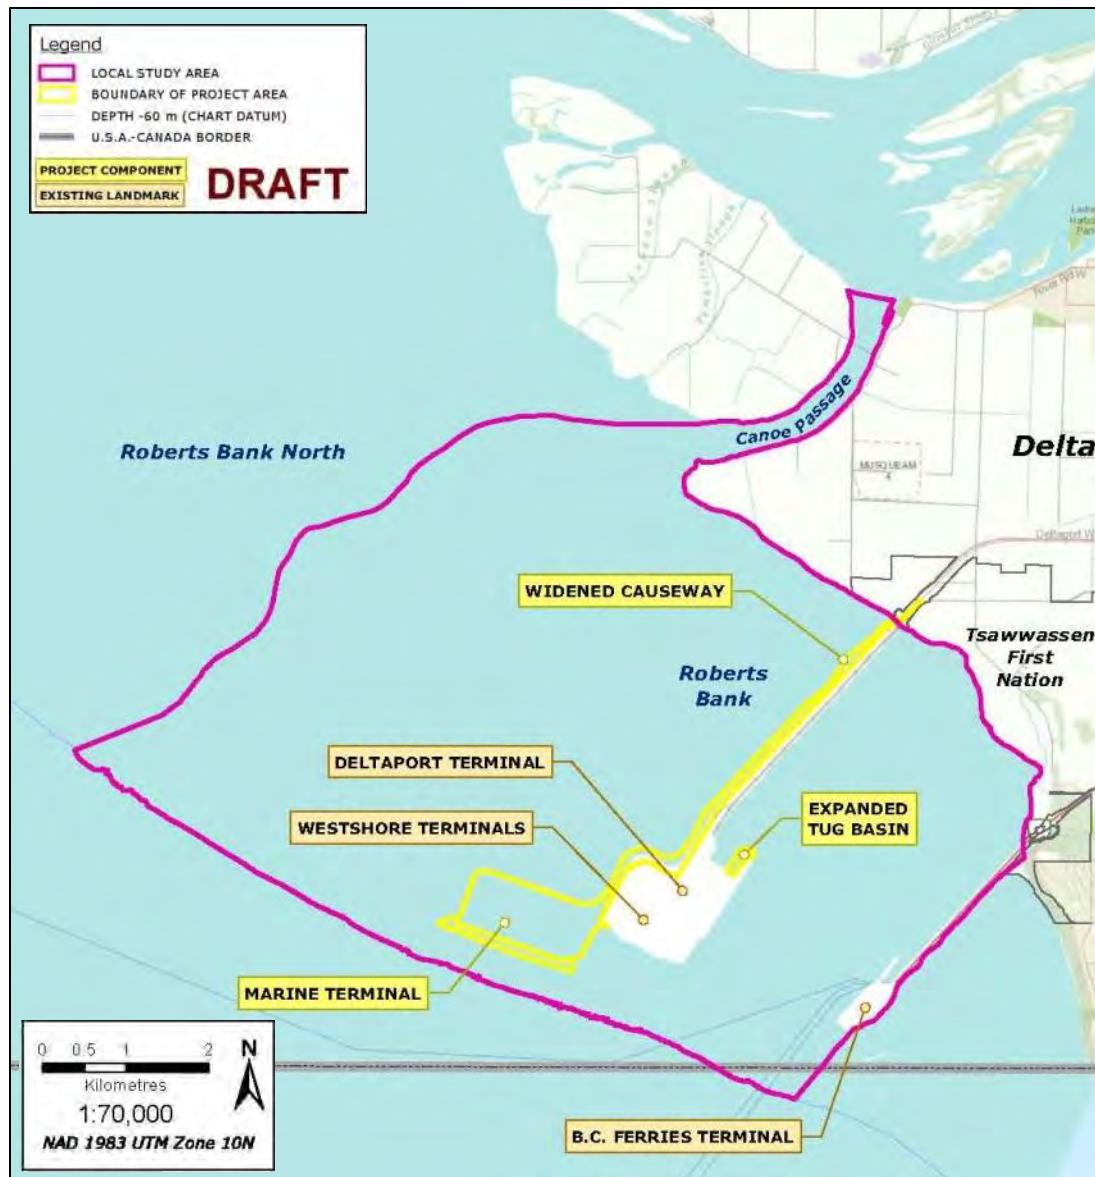 Legend
LOCAL STUDY AREA
BOUNDARY OF PROJECT AREA
DEPTH -60 m (CHART DATUM)
U.S.A.-CANADA BORDER
PROJECT COMPONENT
EXISTING LANDMARK
DRAFT
River Rd W
Canoe Passage
Roberts Bank North
Delta
MUSQUEAM
4
Deltaport W
WIDENED CAUSEWAY
Tsawwassen
First
Nation
Roberts
Bank
DELTAPORT TERMINAL
WESTSHORE TERMINALS
EXPANDED
TUG BASIN
MARINE TERMINAL
B.C. FERRIES TERMINAL
0 0.5 1 2
Kilometres
1:70,000
NAD 1983 UTM Zone 10N
N